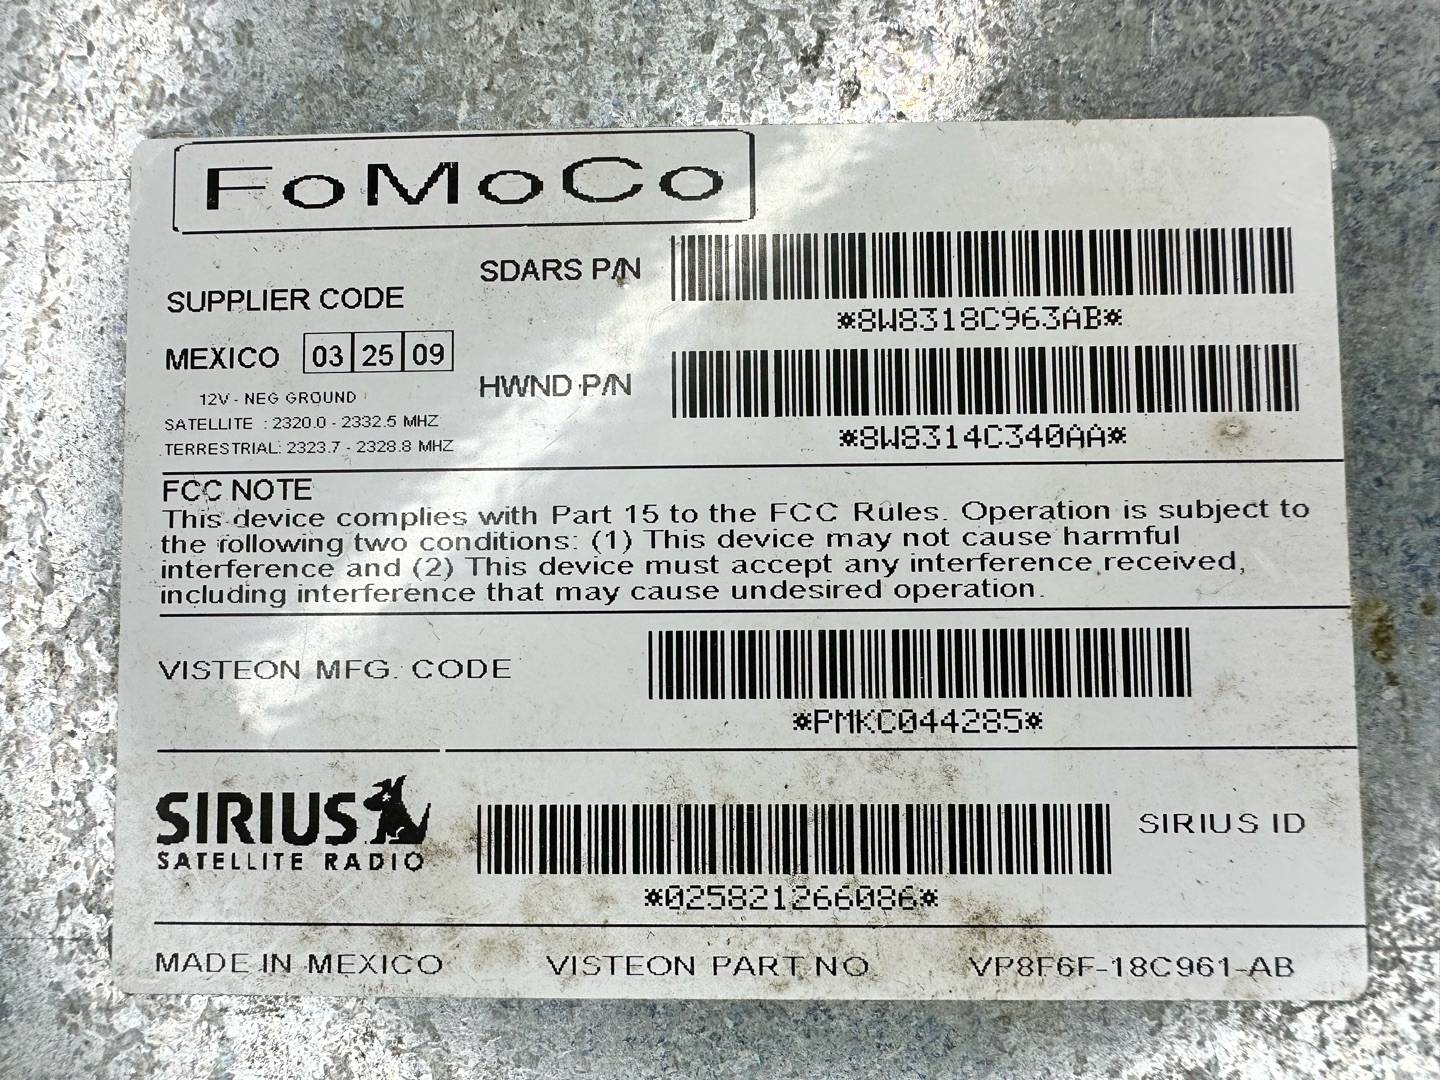 FoMoCo
SUPPLIER CODE
MEXICO 03 25 09
12V - NEG GROUND
SATELLITE : 2320.0 - 2332.5 MHZ
TERRESTRIAL: 2323.7 - 2328.8 MHZ
SDARS P/N
*8W8318C963AB*
HWND P/N
*8W8314C340AA*
FCC NOTE
This device complies with Part 15 to the FCC Rules. Operation is subject to
the following two conditions: (1) This device may not cause harmful
interference and (2) This device must accept any interference received,
including interference that may cause undesired operation.
VISTEON MFG. CODE
*PMKC044285*
SIRIUS
SATELLITE RADIO
*025821266086*
SIRIUS ID
MADE IN MEXICO VISTEON PART NO. VP8F6F-18C961-AB